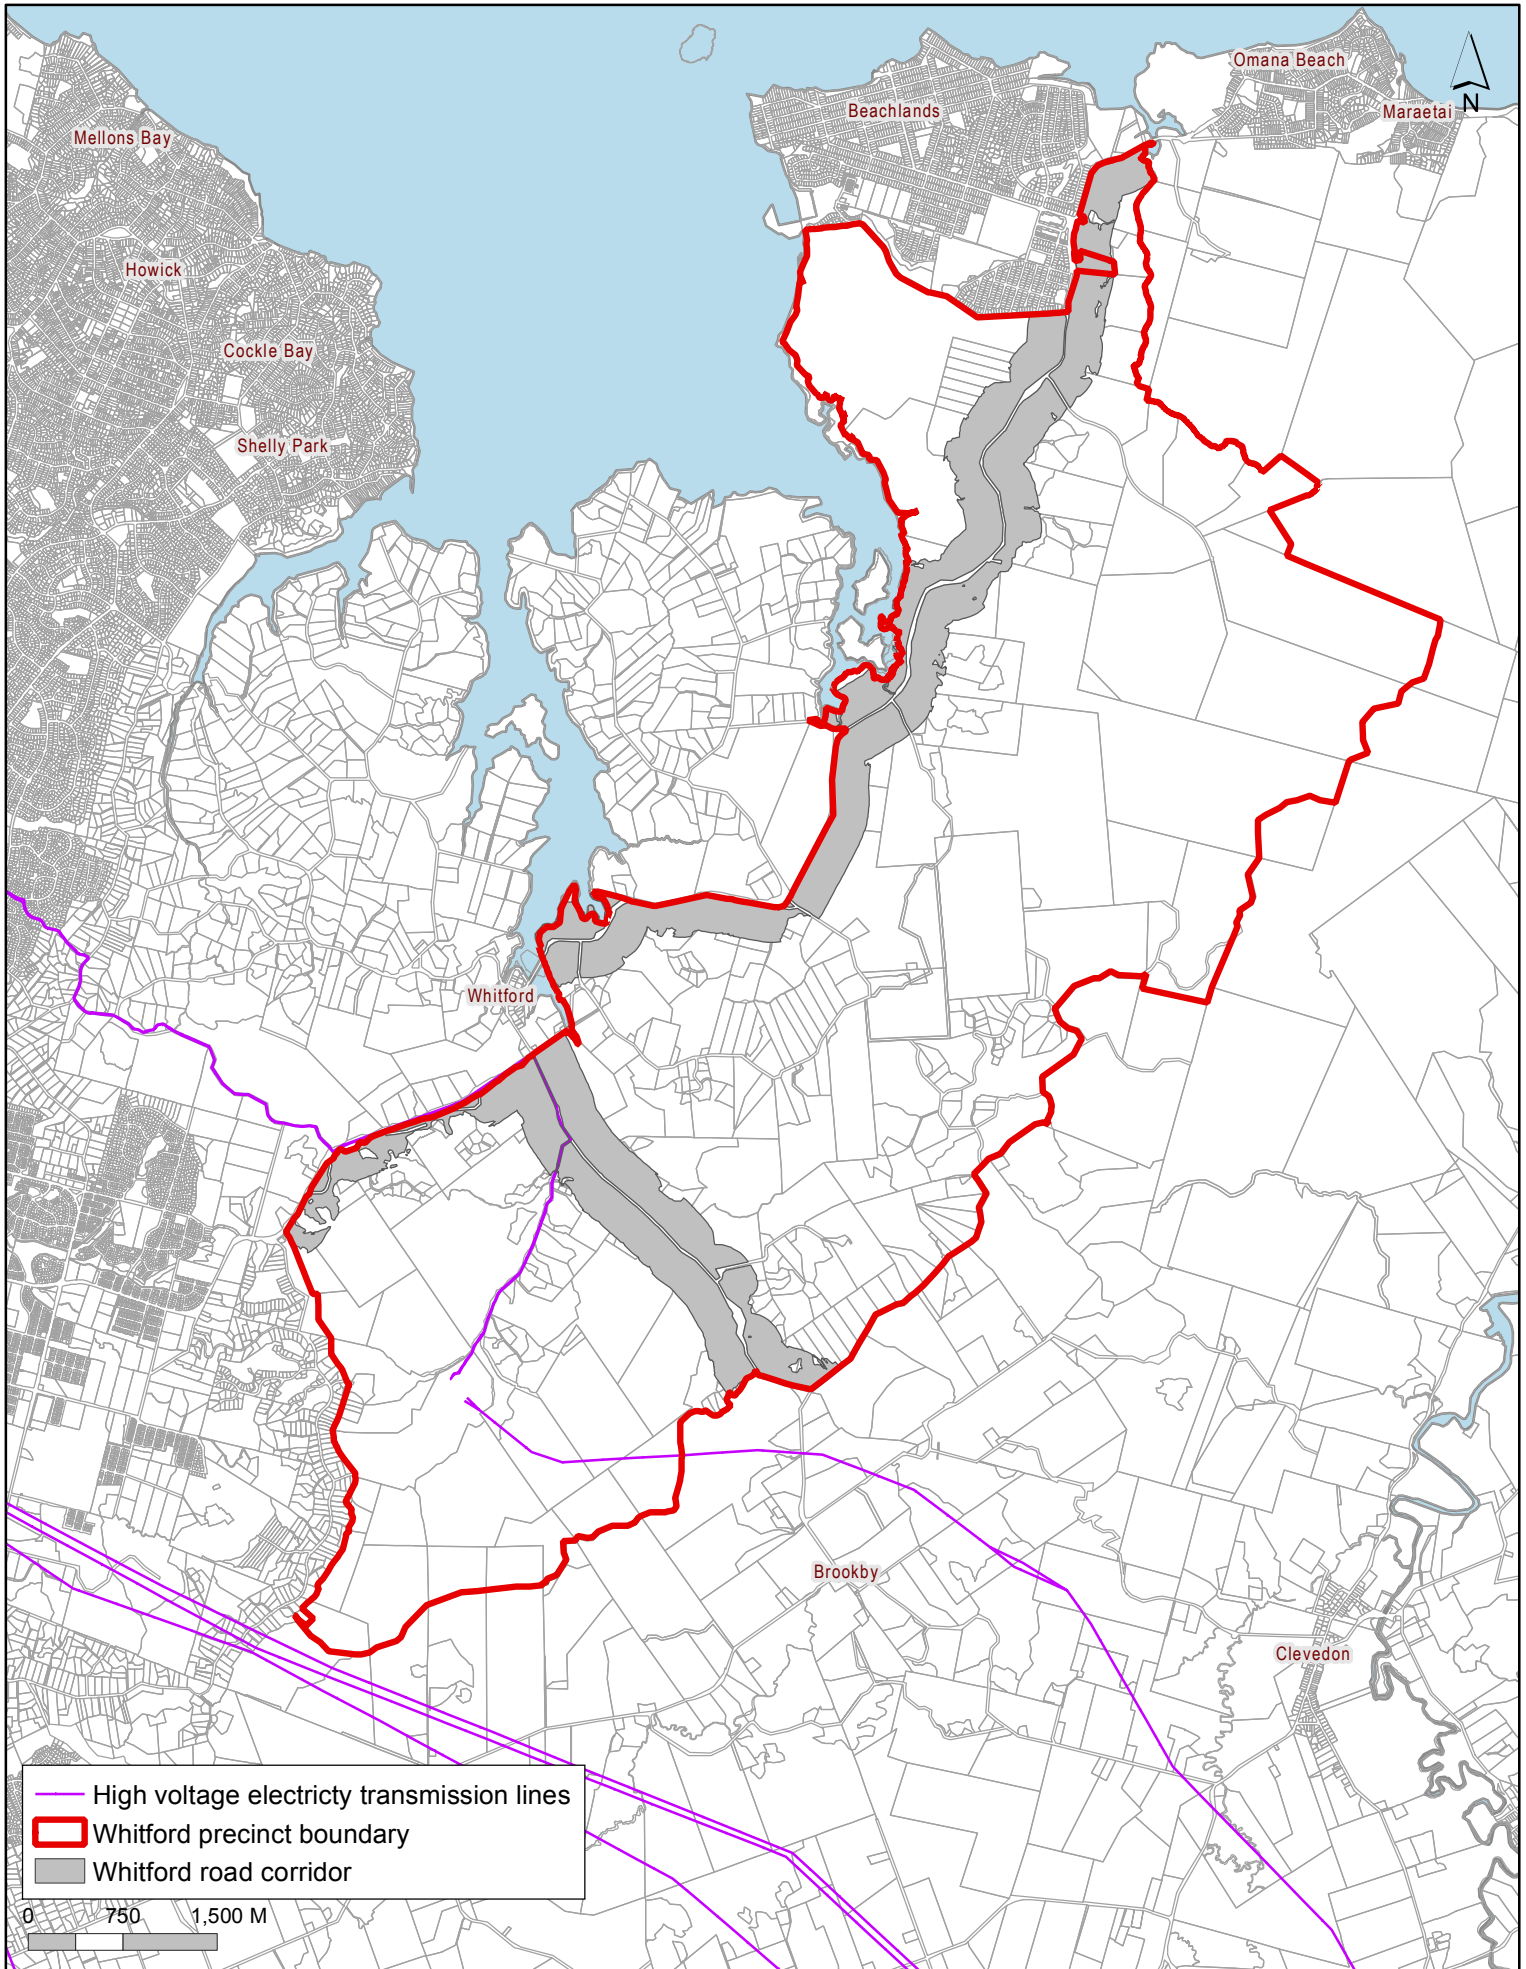 Omana Beach
Beachlands
Maraetai
N
Mellons Bay
Howick
Cockle Bay
Shelly Park
Whitford
Brookby
Clevedon
High voltage electricty transmission lines
Whitford precinct boundary
Whitford road corridor
0 750 1,500 M